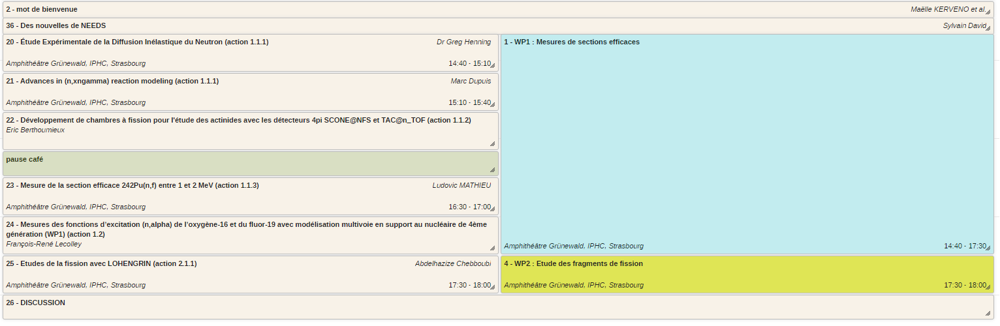 2 - mot de bienvenue
Maëlle KERVENO et al.
36 - Des nouvelles de NEEDS
Sylvain David
20 - Étude Expérimentale de la Diffusion Inélastique du Neutron (action 1.1.1)
Dr Greg Henning
Amphithéâtre Grünewald, IPHC, Strasbourg
14:40 - 15:10
21 - Advances in (n,xngamma) reaction modeling (action 1.1.1)
Marc Dupuis
Amphithéâtre Grünewald, IPHC, Strasbourg
15:10 - 15:40
22 - Développement de chambres à fission pour l'étude des actinides avec les détecteurs 4pi SCONE@NFS et TAC@n_TOF (action 1.1.2)
Eric Berthoumieux
pause café
23 - Mesure de la section efficace 242Pu(n,f) entre 1 et 2 MeV (action 1.1.3)
Ludovic MATHIEU
Amphithéâtre Grünewald, IPHC, Strasbourg
16:30 - 17:00
24 - Mesures des fonctions d'excitation (n,alpha) de l'oxygène-16 et du fluor-19 avec modélisation multivoie en support au nucléaire de 4ème
génération (WP1) (action 1.2)
François-René Lecolley
1 - WP1 : Mesures de sections efficaces
Amphithéâtre Grünewald, IPHC, Strasbourg
14:40 - 17:30
25 - Etudes de la fission avec LOHENGRIN (action 2.1.1)
Abdelhazize Chebboubi
Amphithéâtre Grünewald, IPHC, Strasbourg
17:30 - 18:00
4 - WP2 : Etude des fragments de fission
Amphithéâtre Grünewald, IPHC, Strasbourg
17:30 - 18:00
26 - DISCUSSION